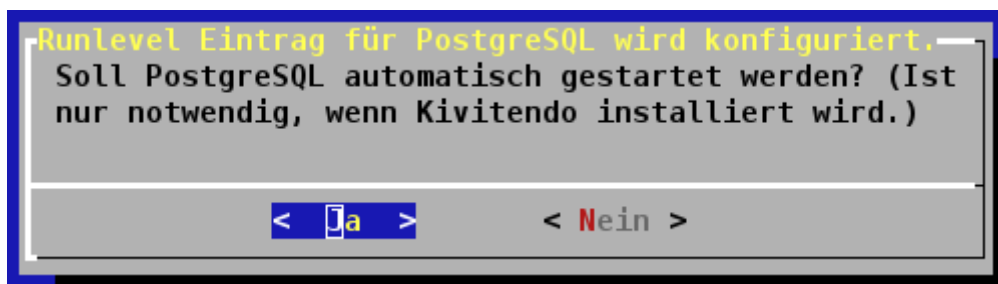 Runlevel Eintrag für PostgreSQL wird konfiguriert.
Soll PostgreSQL automatisch gestartet werden? (Ist
nur notwendig, wenn Kivitendo installiert wird.)
< Ja > < Nein >